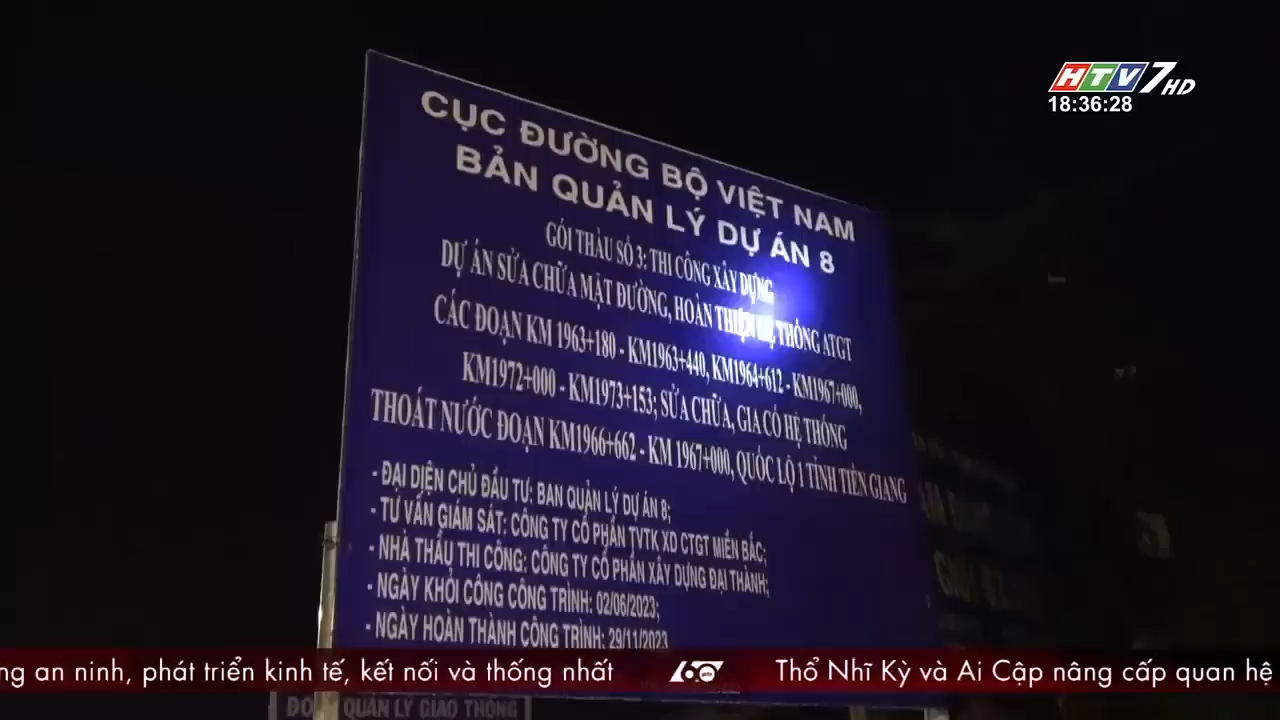 HTV7 HD
18:36:28
CỤC ĐƯỜNG BỘ VIỆT NAM
BẢN QUẢN LÝ DỰ ÁN 8
GÓI THẦU SỐ 3: THI CÔNG XÂY DỰNG
DỰ ÁN SỬA CHỮA MẶT ĐƯỜNG, HOÀN THIỆN HỆ THỐNG ATGT
CÁC ĐOẠN KM 1963+180 - KM1963+440, KM1964+612 - KM1967+000,
KM1972+000 - KM1973+153; SỬA CHỮA, GIA CỐ HỆ THỐNG
THOÁT NƯỚC ĐOẠN KM1966+662 - KM 1967+000, QUỐC LỘ 1 TỈNH TIỀN GIANG
- ĐẠI DIỆN CHỦ ĐẦU TƯ: BAN QUẢN LÝ DỰ ÁN 8;
- TƯ VẤN GIÁM SÁT: CÔNG TY CỔ PHẦN TVTK XD CTGT MIỀN BẮC;
- NHÀ THẦU THI CÔNG: CÔNG TY CỔ PHẦN XÂY DỰNG ĐẠI THÀNH;
- NGÀY KHỞI CÔNG CÔNG TRÌNH: 02/06/2023;
- NGÀY HOÀN THÀNH CÔNG TRÌNH: 29/11/2023
ng an ninh, phát triển kinh tế, kết nối và thống nhất
60 Thổ Nhĩ Kỳ và Ai Cập nâng cấp quan hệ
QUẢN LÝ GIAO THÔNG